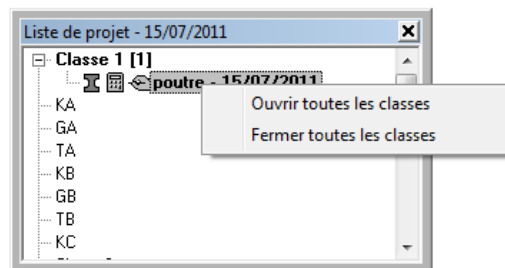 Liste de projet - 15/07/2011
Classe 1 [1]
poutre - 15/07/2011
Ouvrir toutes les classes
Fermer toutes les classes
KA
GA
TA
KB
GB
TB
KC